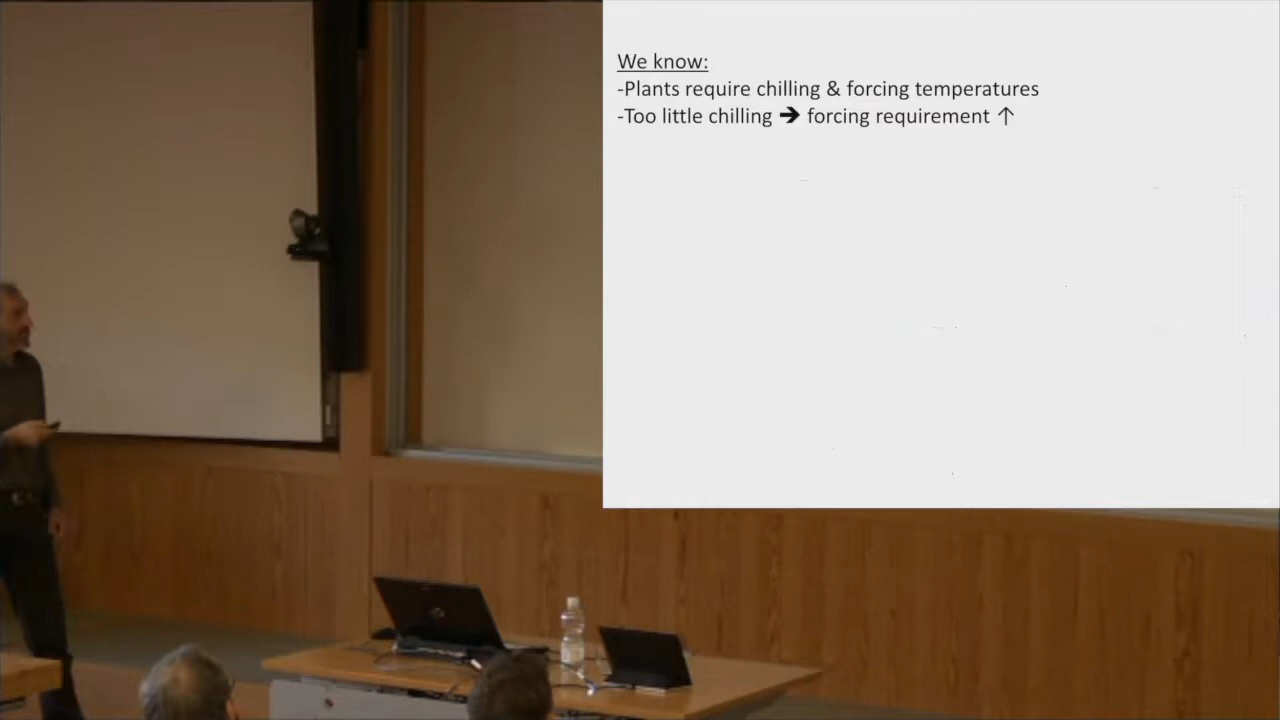 We know:
-Plants require chilling & forcing temperatures
-Too little chilling ➔ forcing requirement ↑